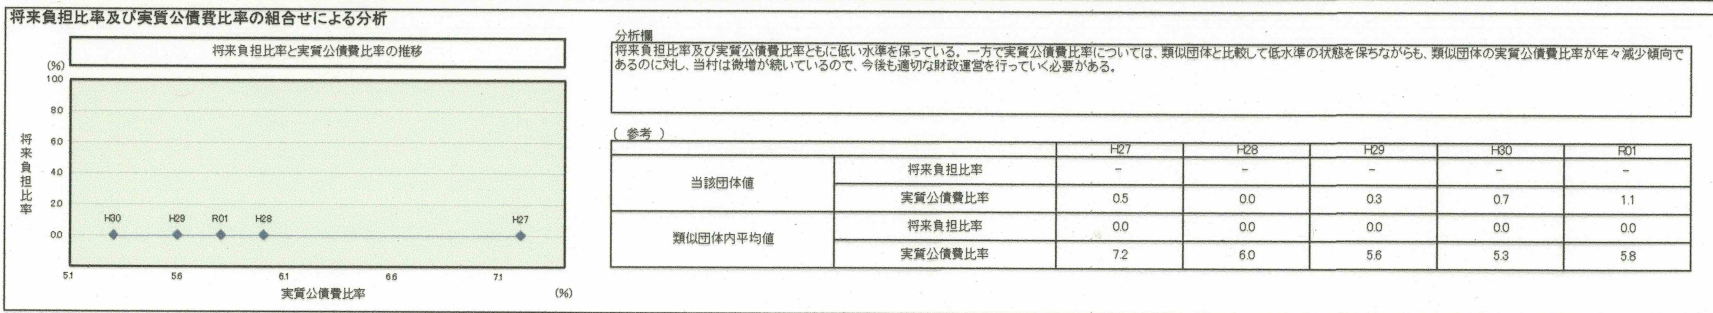 将来負担比率及び実質公債費比率の組合せによる分析
将来負担比率と実質公債費比率の推移
(%)
10.0
8.0
6.0
4.0
2.0
0.0
将来負担比率
H30 H29 R01 H28 H27
5.1 5.6 6.1 6.6 7.1
実質公債費比率 (%)
分析欄
将来負担比率及び実質公債費比率ともに低い水準を保っている。一方で実質公債費比率については、類似団体と比較して低水準の状態を保ちながらも、類似団体の実質公債費比率が年々減少傾向で
あるのに対し、当村は微増が続いているので、今後も適切な財政運営を行っていく必要がある。
( 参考 )
H27 H28 H29 H30 R01
当該団体値 将来負担比率 － － － － －
実質公債費比率 0.5 0.0 0.3 0.7 1.1
類似団体内平均値 将来負担比率 0.0 0.0 0.0 0.0 0.0
実質公債費比率 7.2 6.0 5.6 5.3 5.8